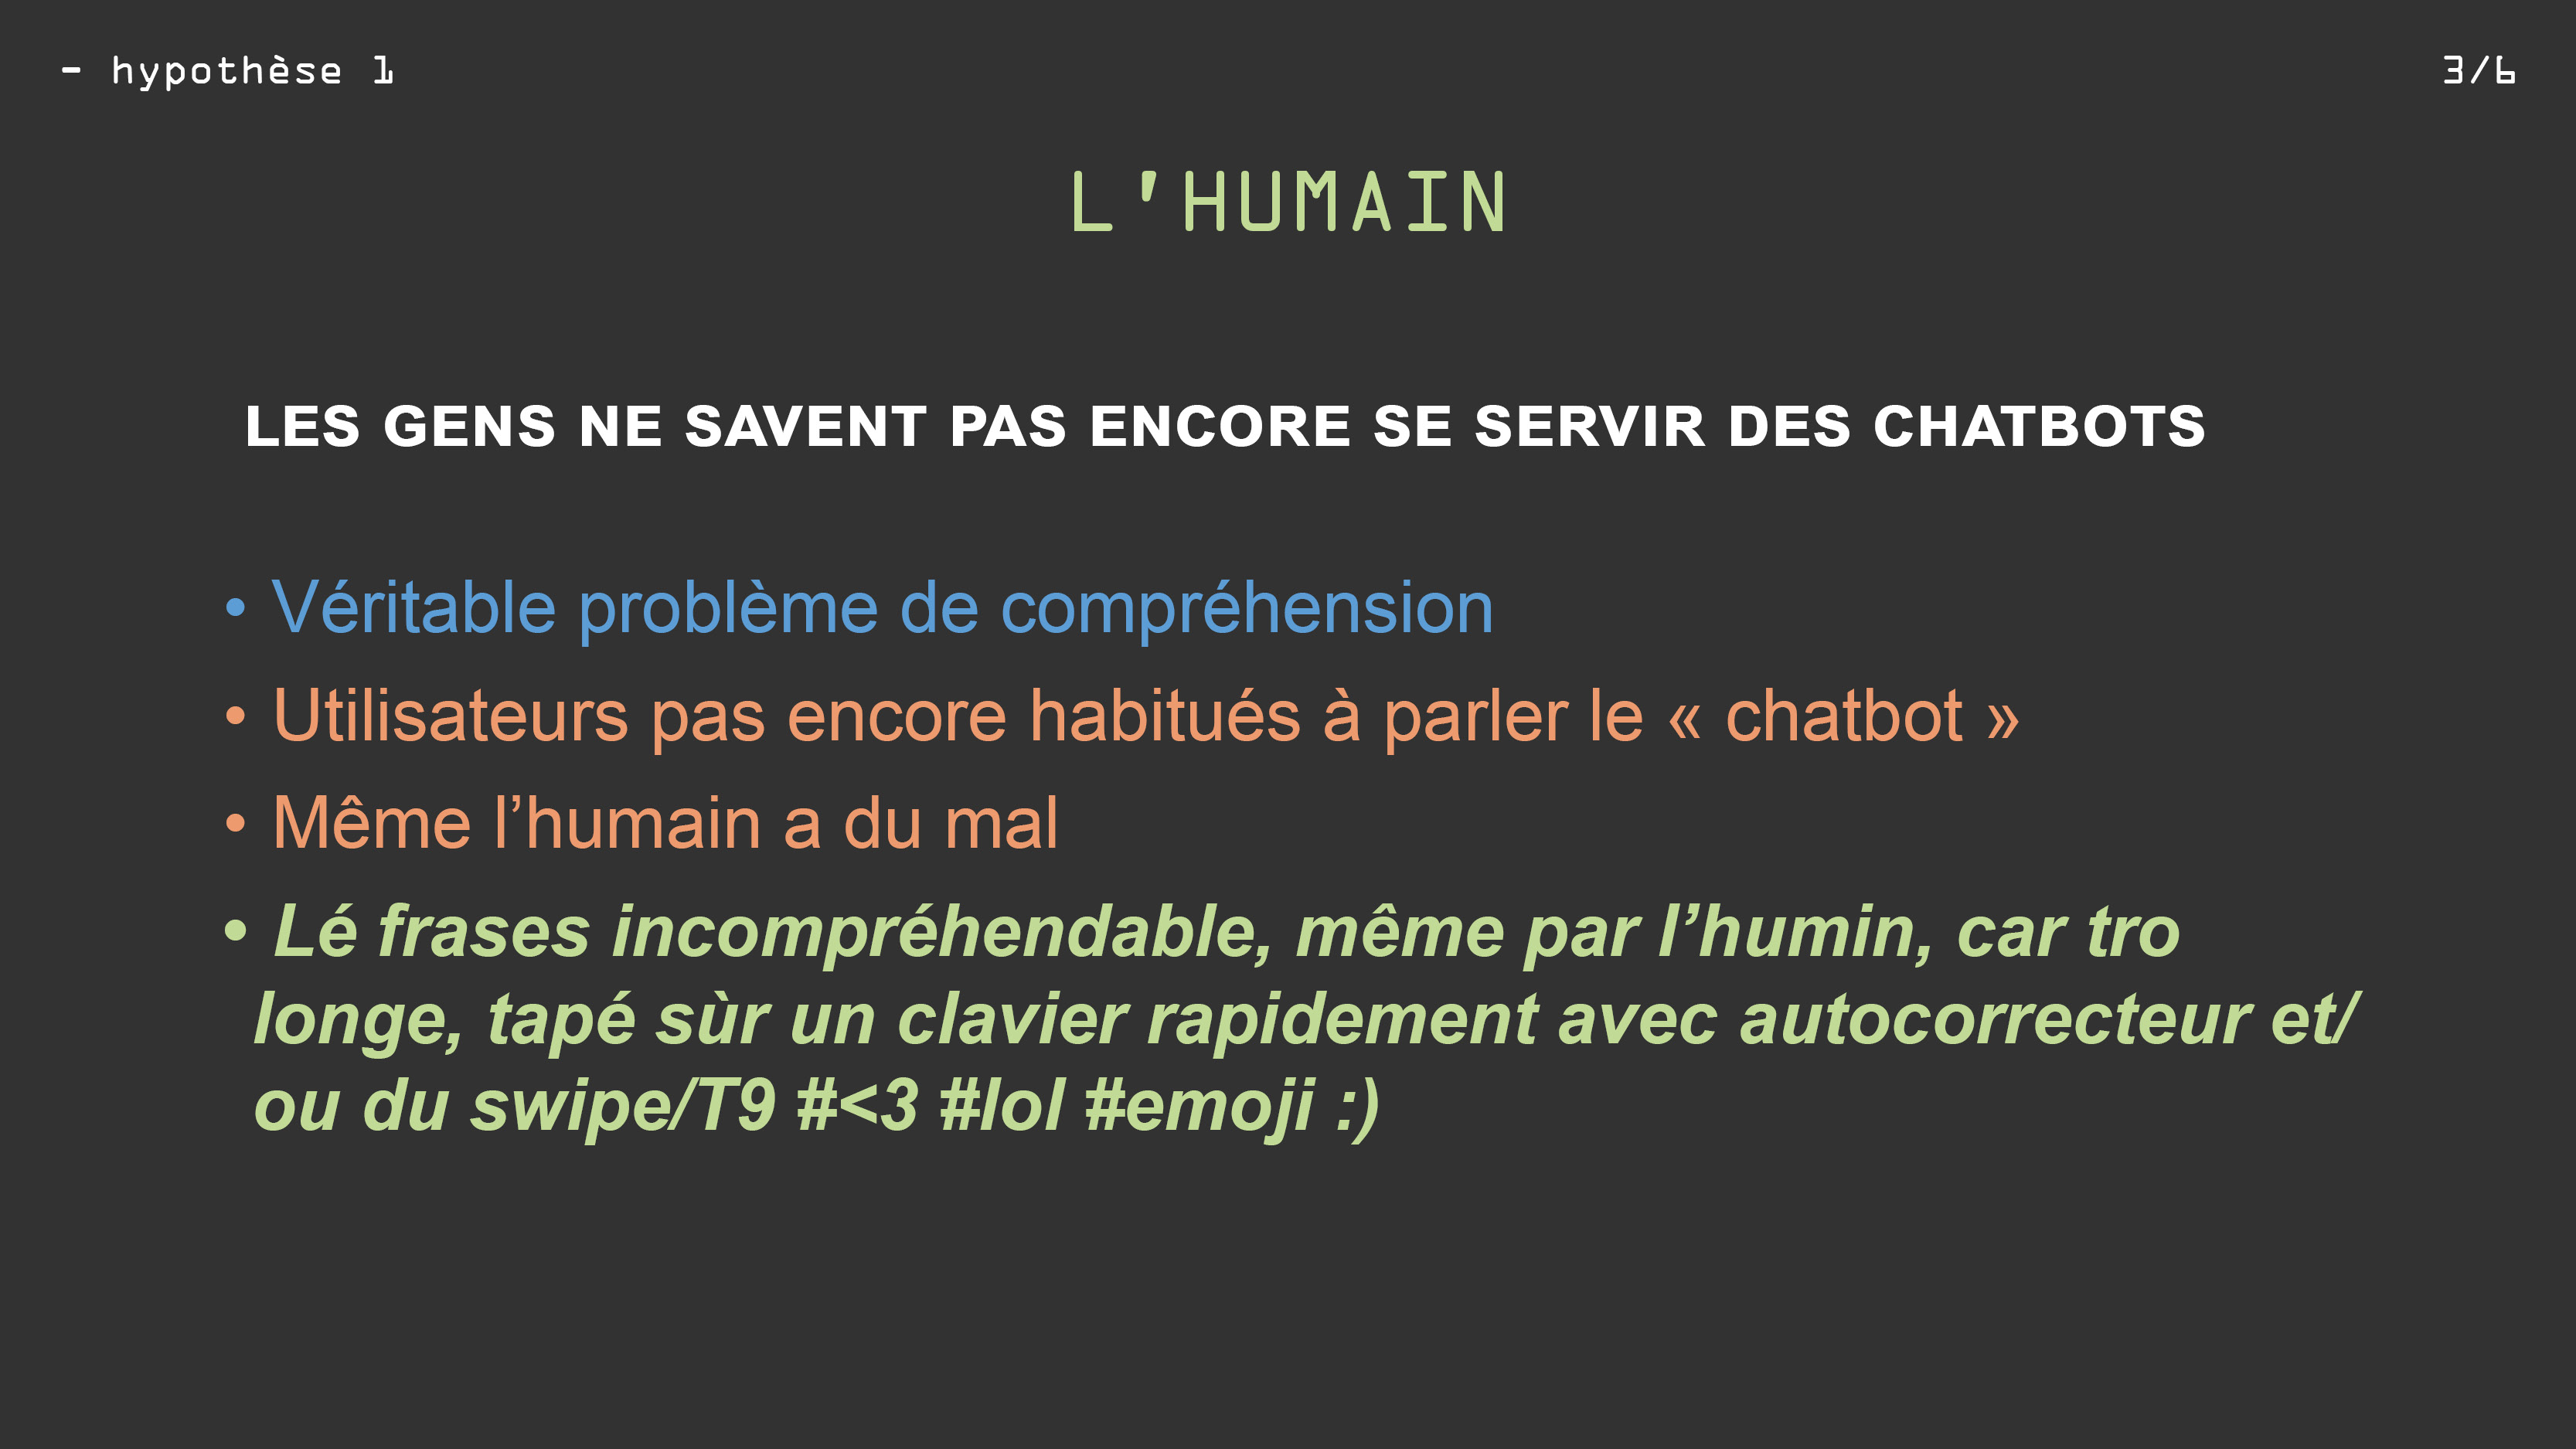 - hypothèse 1
3/6
L'HUMAIN
LES GENS NE SAVENT PAS ENCORE SE SERVIR DES CHATBOTS
• Véritable problème de compréhension
• Utilisateurs pas encore habitués à parler le « chatbot »
• Même l’humain a du mal
• Lé frases incompréhendable, même par l’humin, car tro
longe, tapé sùr un clavier rapidement avec autocorrecteur et/
ou du swipe/T9 #<3 #lol #emoji :)